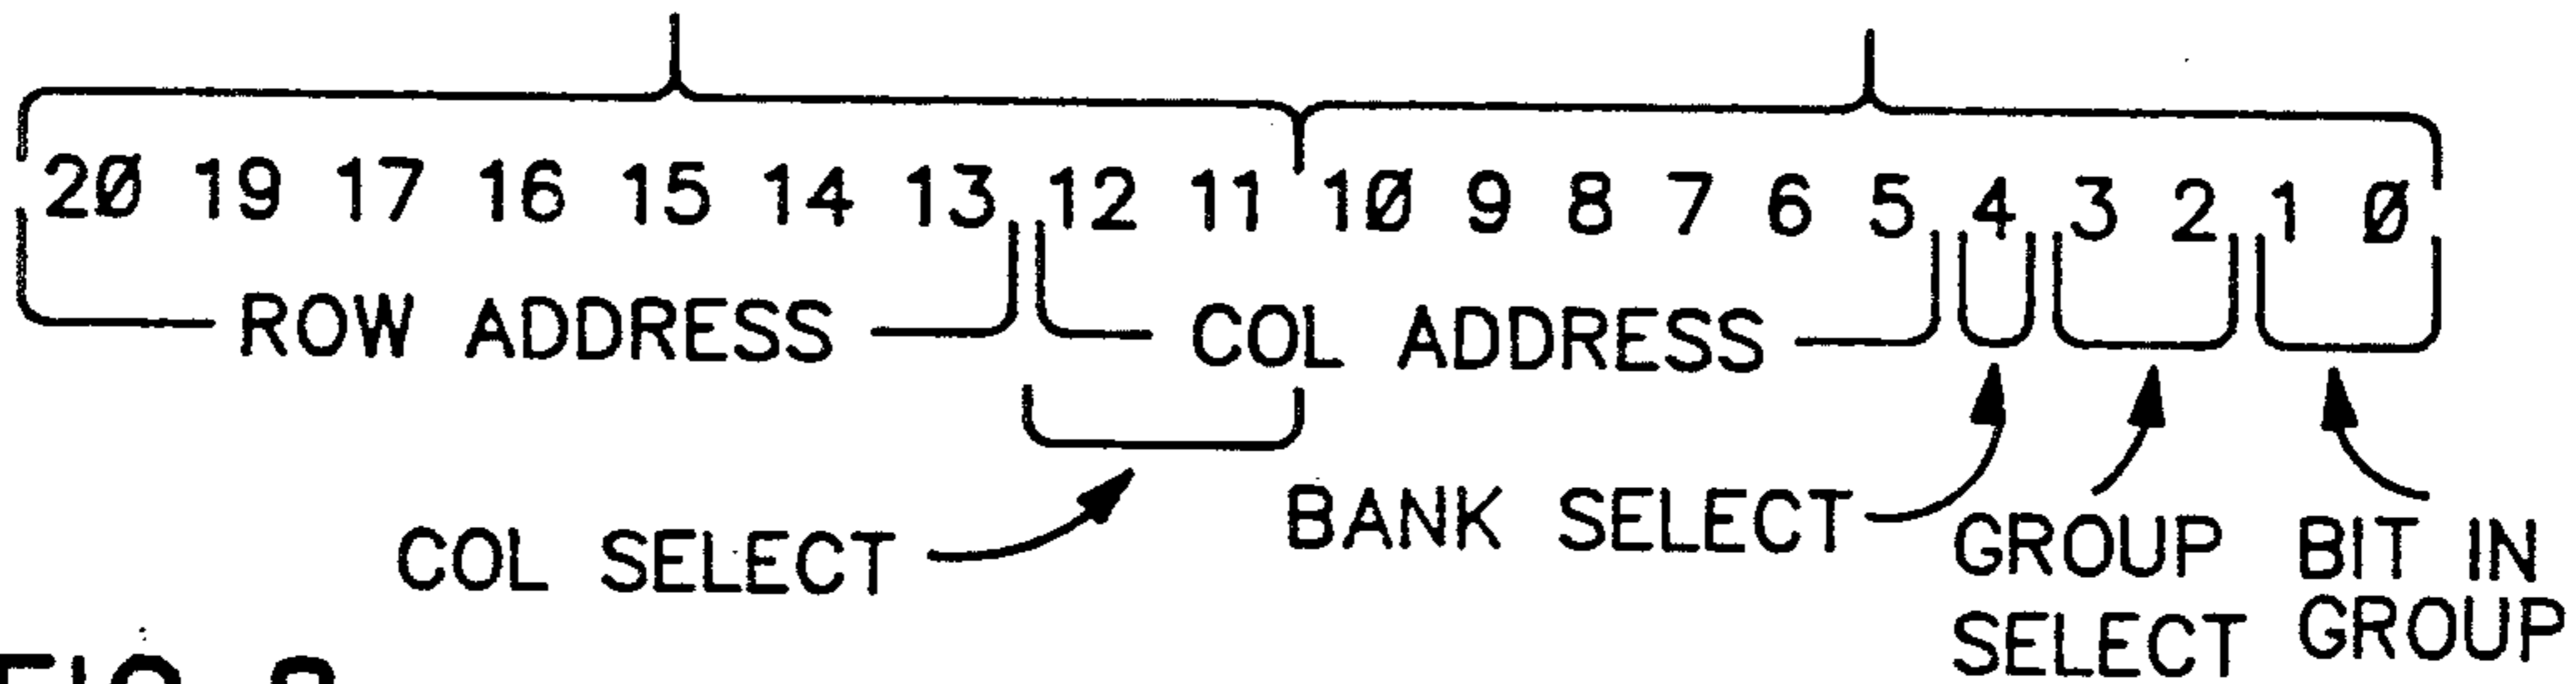 20 19 17 16 15 14 13 12 11 10 9 8 7 6 5 4 3 2 1 0
ROW ADDRESS
COL ADDRESS
COL SELECT
BANK SELECT
GROUP
SELECT
BIT IN
GROUP